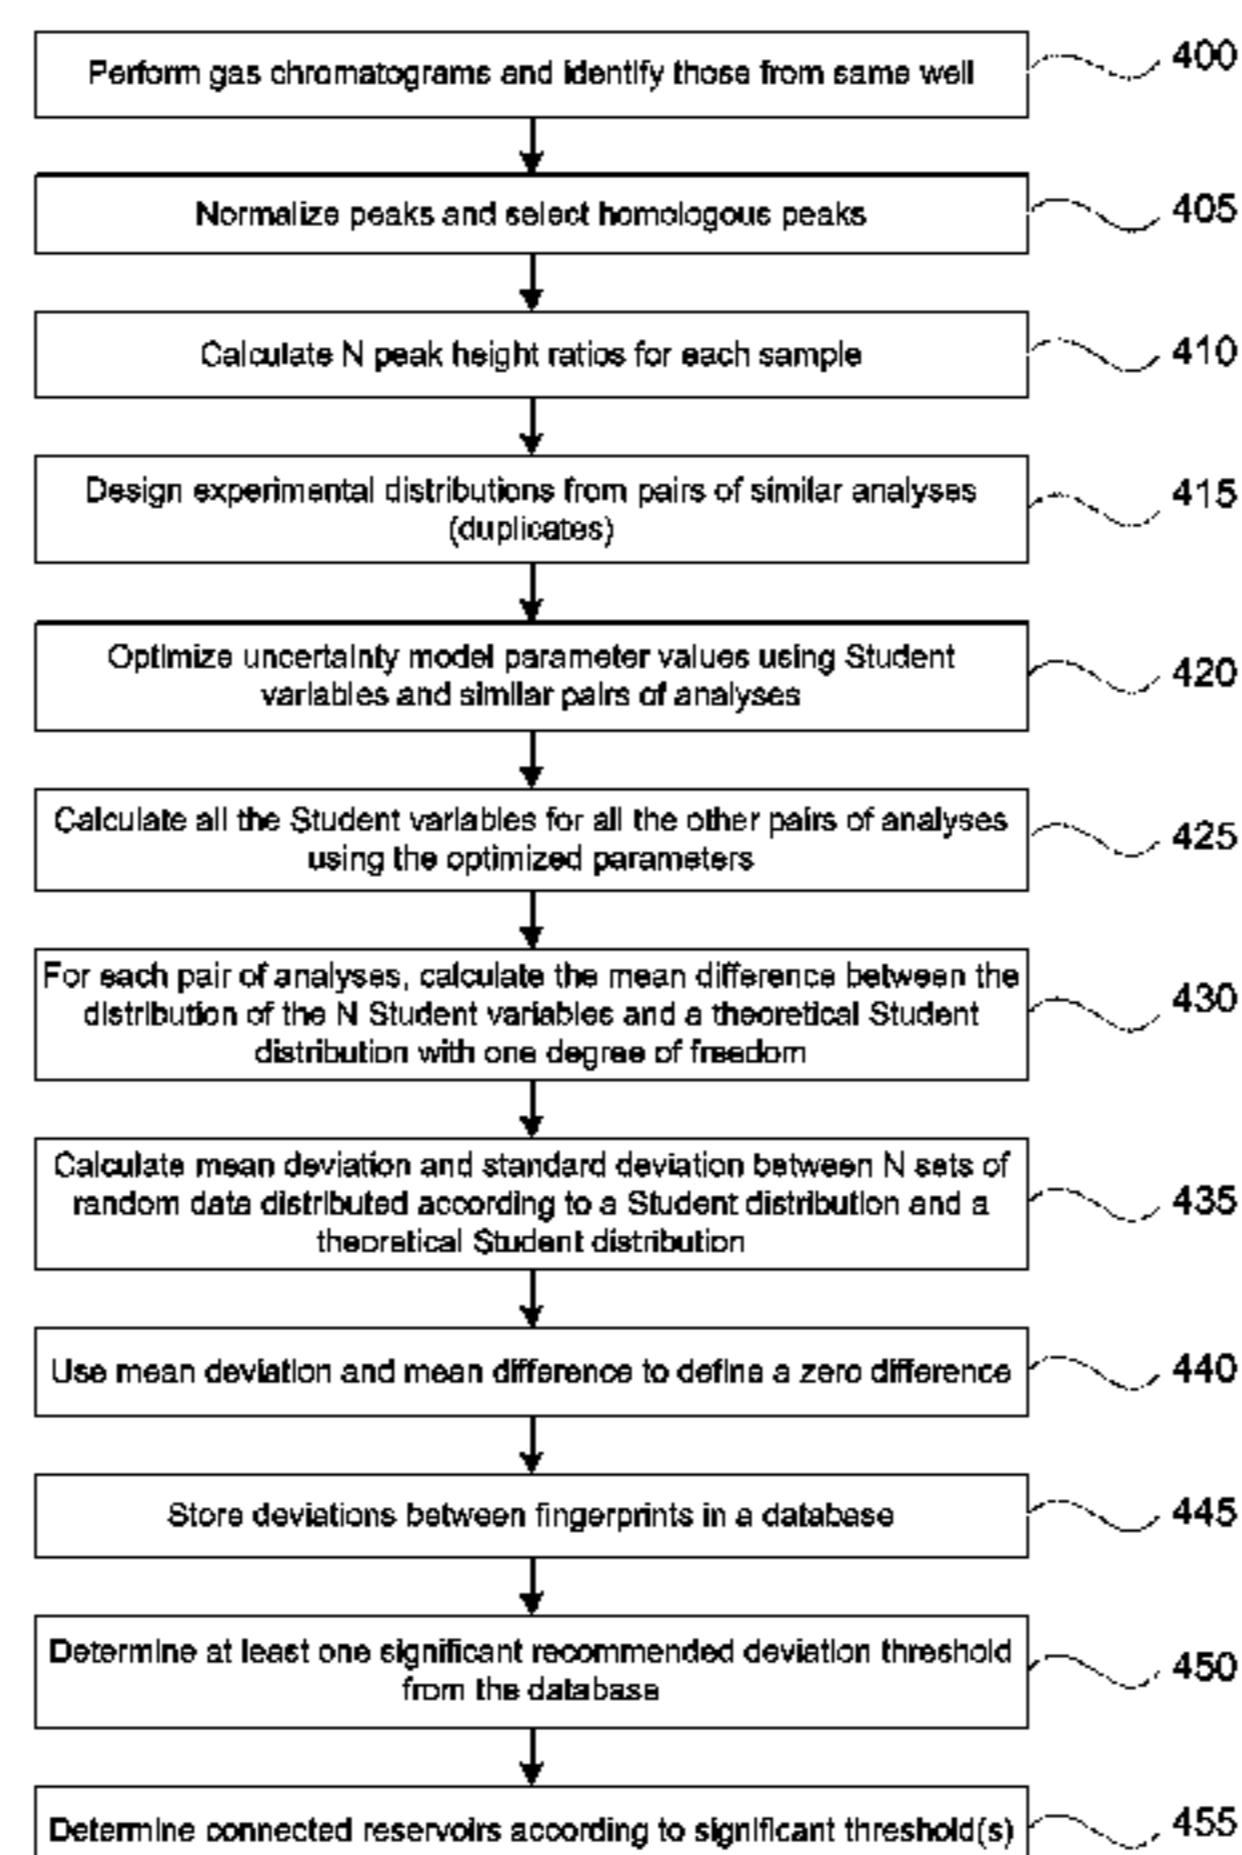 Perform gas chromatograms and identify those from same well
400
Normalize peaks and select homologous peaks
405
Calculate N peak height ratios for each sample
410
Design experimental distributions from pairs of similar analyses
(duplicates)
415
Optimize uncertainty model parameter values using Student
variables and similar pairs of analyses
420
Calculate all the Student variables for all the other pairs of analyses
using the optimized parameters
425
For each pair of analyses, calculate the mean difference between the
distribution of the N Student variables and a theoretical Student
distribution with one degree of freedom
430
Calculate mean deviation and standard deviation between N sets of
random data distributed according to a Student distribution and a
theoretical Student distribution
435
Use mean deviation and mean difference to define a zero difference
440
Store deviations between fingerprints in a database
445
Determine at least one significant recommended deviation threshold
from the database
450
Determine connected reservoirs according to significant threshold(s)
455